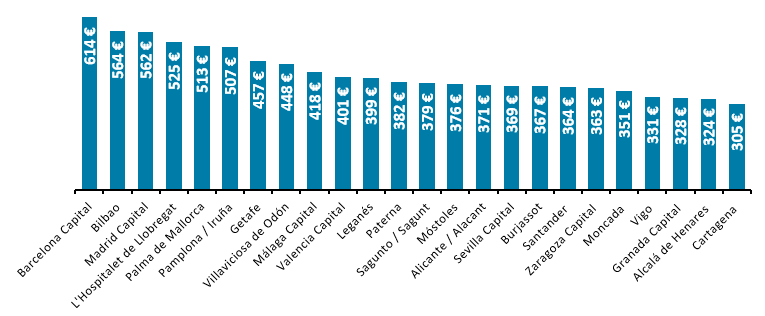 614 €
564 €
562 €
525 €
513 €
507 €
457 €
448 €
418 €
401 €
399 €
382 €
379 €
376 €
371 €
369 €
367 €
364 €
363 €
351 €
331 €
328 €
324 €
305 €
Barcelona Capital
Bilbao
Madrid Capital
L'Hospitalet de Llobregat
Palma de Mallorca
Pamplona / Iruña
Getafe
Villaviciosa de Odón
Málaga Capital
Valencia Capital
Leganés
Paterna
Sagunto / Sagunt
Móstoles
Alicante / Alacant
Sevilla Capital
Burjassot
Santander
Zaragoza Capital
Moncada
Vigo
Granada Capital
Alcalá de Henares
Cartagena